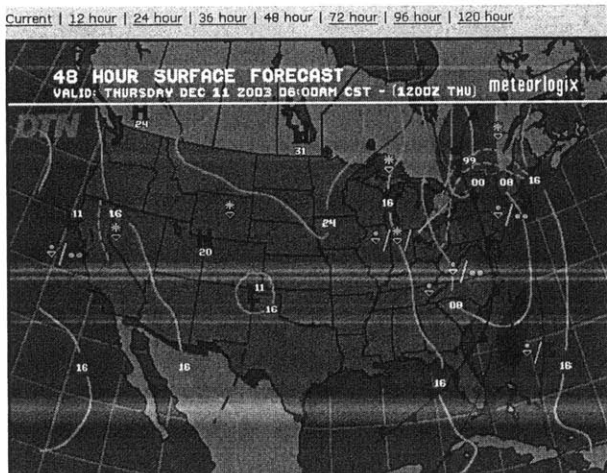 Current | 12 hour | 24 hour | 36 hour | 48 hour | 72 hour | 96 hour | 120 hour
48 HOUR SURFACE FORECAST
VALID: THURSDAY DEC 11 2003 06:00AM CST - (1200Z THU)
meteorlogix
DTN
H
24
H
31
99
00
08
16
16
11
16
24
20
11
16
08
16
16
16
16